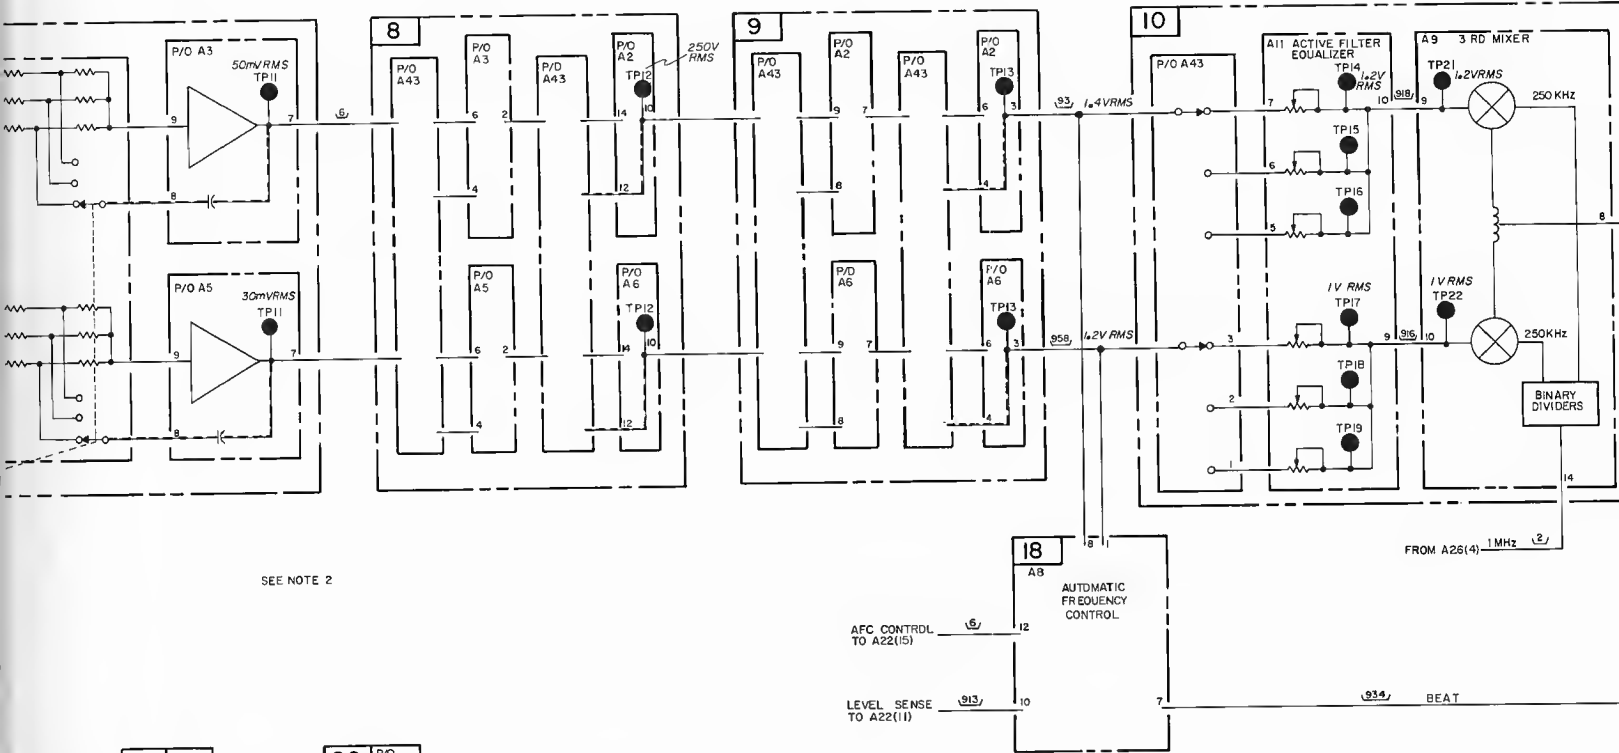 P/O A3
50mVRMS
TP11
9
7
8
6
P/O A5
30mVRMS
TP11
9
7
8
8
P/O
A43
P/O
A3
P/D
A43
P/O
A2
250V
RMS
TP12
6
2
14
10
4
12
P/O
A5
P/O
A6
TP12
6
2
14
10
4
12
9
P/O
A43
P/O
A2
P/O
A43
P/O
A2
TP13
9
7
6
3
8
4
P/D
A6
P/O
A6
TP13
9
7
6
3
8
4
93
1.4VRMS
958
1.2V RMS
10
P/O A43
A11 ACTIVE FILTER
EQUALIZER
TP14
1.2V
RMS
7
10
918
TP15
6
TP16
5
1V RMS
TP17
3
9
916
10
TP18
2
TP19
1
A9 3 RD MIXER
TP21
1.2VRMS
9
250 KHz
8
1V RMS
TP22
250KHz
BINARY
DIVIDERS
14
FROM A26(4)
1MHz
2
SEE NOTE 2
18
A8
8
1
AUTDMATIC
FREQUENCY
CONTROL
AFC CONTRDL
TO A22(15)
6
12
LEVEL SENSE
TO A22(11)
913
10
7
934
BEAT
P/O